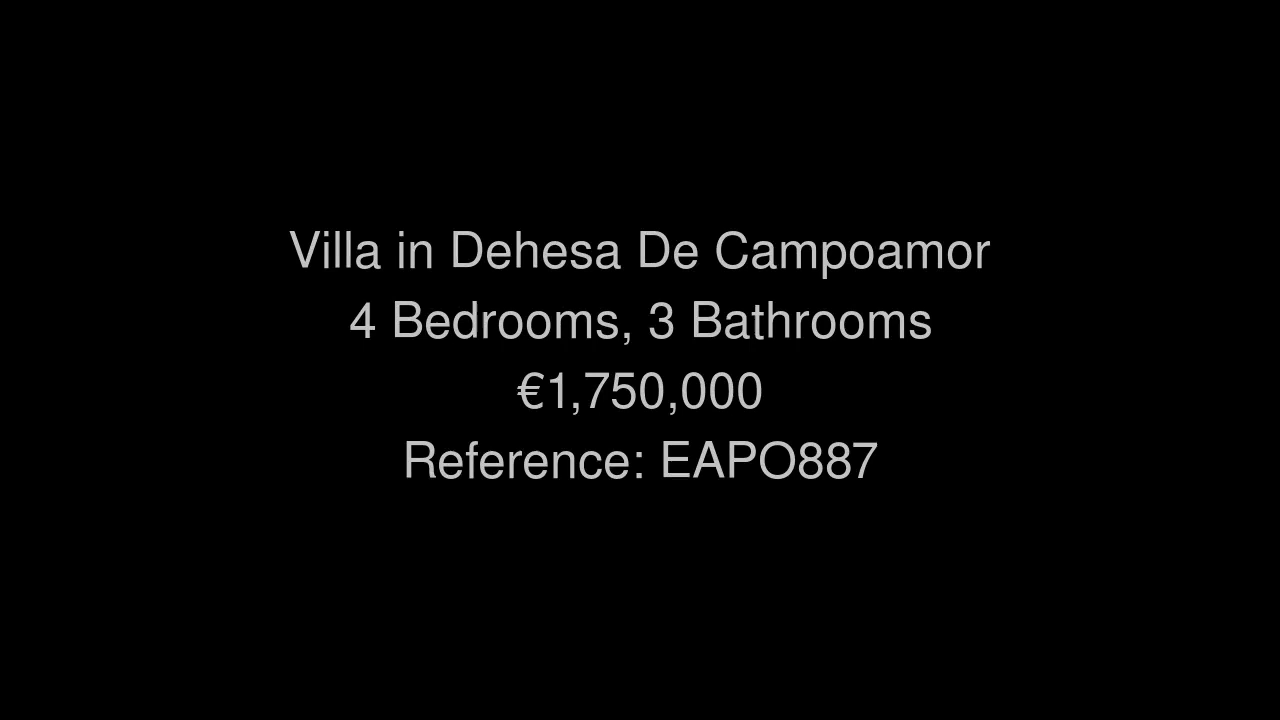 Villa in Dehesa De Campoamor
4 Bedrooms, 3 Bathrooms
€1,750,000
Reference: EAPO887